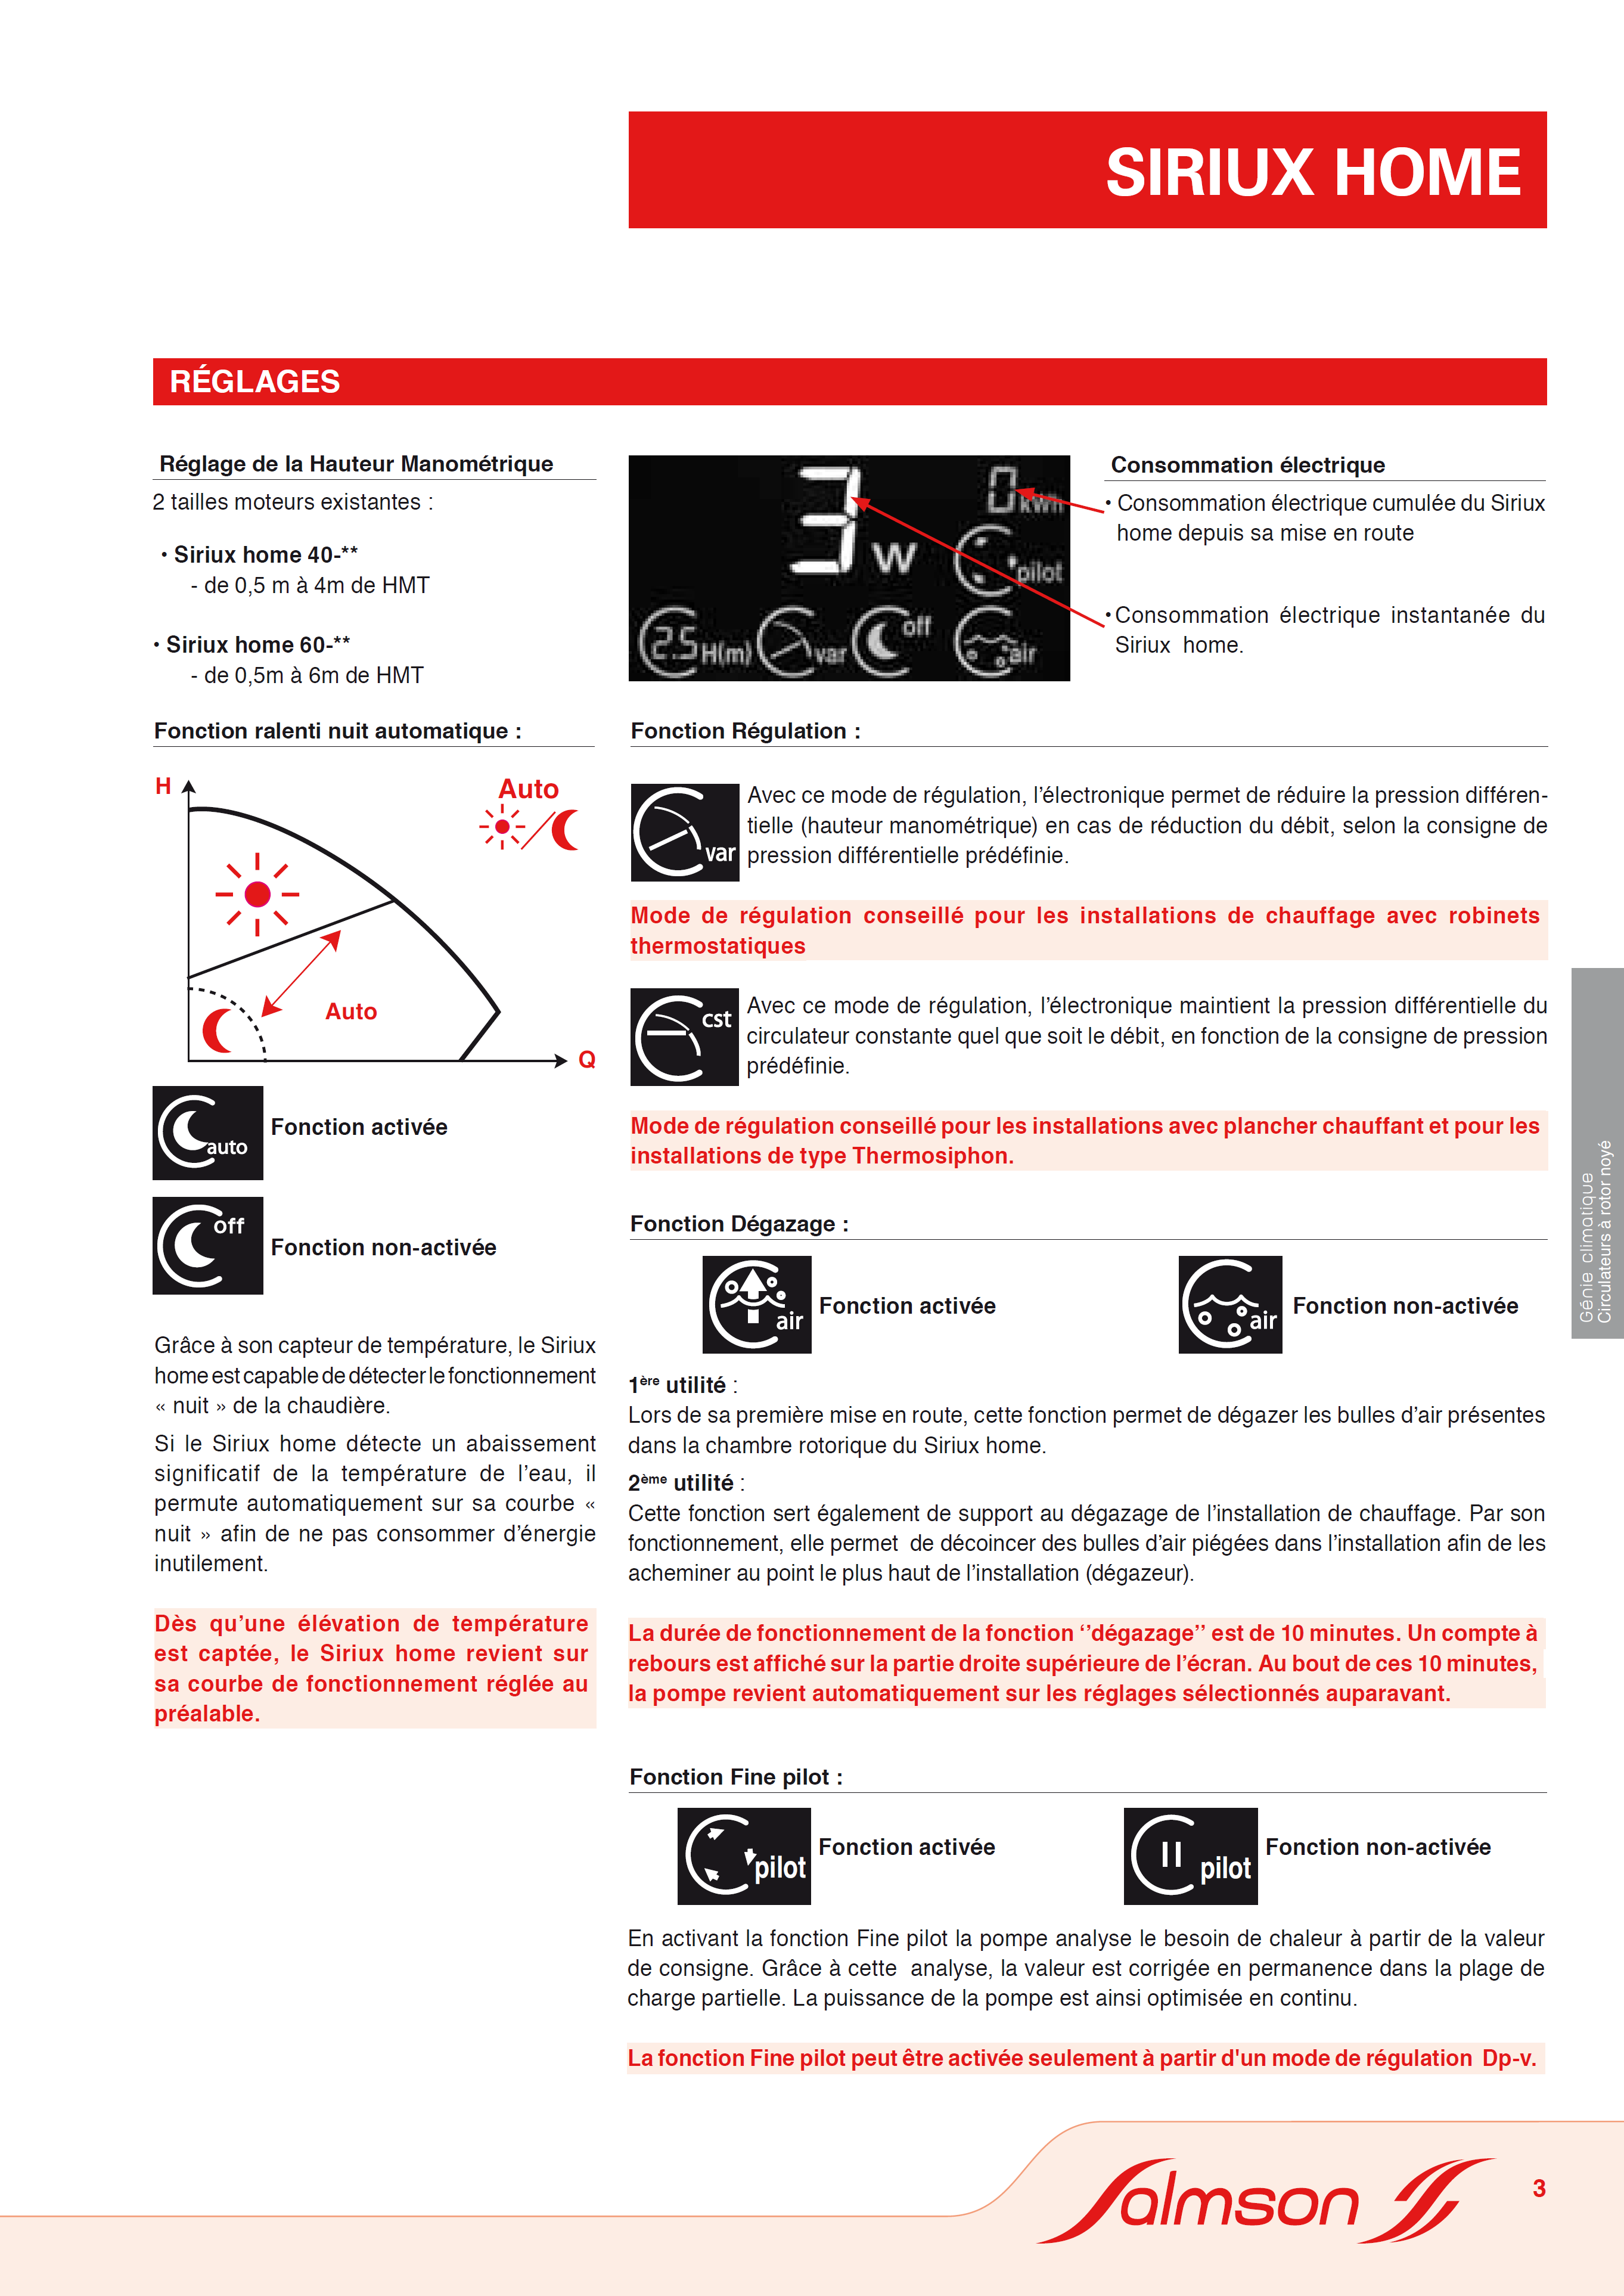 SIRIUX HOME
RÉGLAGES
Réglage de la Hauteur Manométrique
2 tailles moteurs existantes :
• Siriux home 40-**
- de 0,5 m à 4m de HMT
• Siriux home 60-**
- de 0,5m à 6m de HMT
3 W
0 kWh
pilot
2.5 H(m)
var
off
air
Consommation électrique
• Consommation électrique cumulée du Siriux
home depuis sa mise en route
• Consommation électrique instantanée du
Siriux home.
Fonction ralenti nuit automatique :
H
Auto
Auto
Q
auto
Fonction activée
off
Fonction non-activée
Grâce à son capteur de température, le Siriux
home est capable de détecter le fonctionnement
« nuit » de la chaudière.
Si le Siriux home détecte un abaissement
significatif de la température de l’eau, il
permute automatiquement sur sa courbe «
nuit » afin de ne pas consommer d’énergie
inutilement.
Dès qu’une élévation de température
est captée, le Siriux home revient sur
sa courbe de fonctionnement réglée au
préalable.
Fonction Régulation :
var
Avec ce mode de régulation, l’électronique permet de réduire la pression différen-
tielle (hauteur manométrique) en cas de réduction du débit, selon la consigne de
pression différentielle prédéfinie.
Mode de régulation conseillé pour les installations de chauffage avec robinets
thermostatiques
cst
Avec ce mode de régulation, l’électronique maintient la pression différentielle du
circulateur constante quel que soit le débit, en fonction de la consigne de pression
prédéfinie.
Mode de régulation conseillé pour les installations avec plancher chauffant et pour les
installations de type Thermosiphon.
Fonction Dégazage :
air
Fonction activée
air
Fonction non-activée
1ère utilité :
Lors de sa première mise en route, cette fonction permet de dégazer les bulles d’air présentes
dans la chambre rotorique du Siriux home.
2ème utilité :
Cette fonction sert également de support au dégazage de l’installation de chauffage. Par son
fonctionnement, elle permet de décoincer des bulles d’air piégées dans l’installation afin de les
acheminer au point le plus haut de l’installation (dégazeur).
La durée de fonctionnement de la fonction ‘’dégazage’’ est de 10 minutes. Un compte à
rebours est affiché sur la partie droite supérieure de l’écran. Au bout de ces 10 minutes,
la pompe revient automatiquement sur les réglages sélectionnés auparavant.
Fonction Fine pilot :
pilot
Fonction activée
pilot
Fonction non-activée
En activant la fonction Fine pilot la pompe analyse le besoin de chaleur à partir de la valeur
de consigne. Grâce à cette analyse, la valeur est corrigée en permanence dans la plage de
charge partielle. La puissance de la pompe est ainsi optimisée en continu.
La fonction Fine pilot peut être activée seulement à partir d'un mode de régulation Dp-v.
Génie climatique
Circulateurs à rotor noyé
Salmson
3